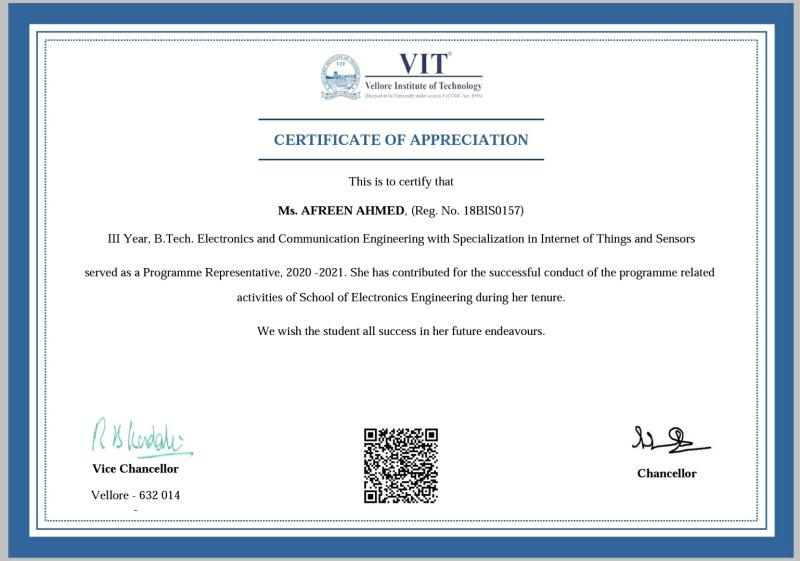 VIT
VIT®
Vellore Institute of Technology
(Deemed to be University under section 3 of UGC Act, 1956)
CERTIFICATE OF APPRECIATION
This is to certify that
Ms. AFREEN AHMED, (Reg. No. 18BIS0157)
III Year, B.Tech. Electronics and Communication Engineering with Specialization in Internet of Things and Sensors
served as a Programme Representative, 2020 -2021. She has contributed for the successful conduct of the programme related
activities of School of Electronics Engineering during her tenure.
We wish the student all success in her future endeavours.
Vice Chancellor
Vellore - 632 014
-
Chancellor